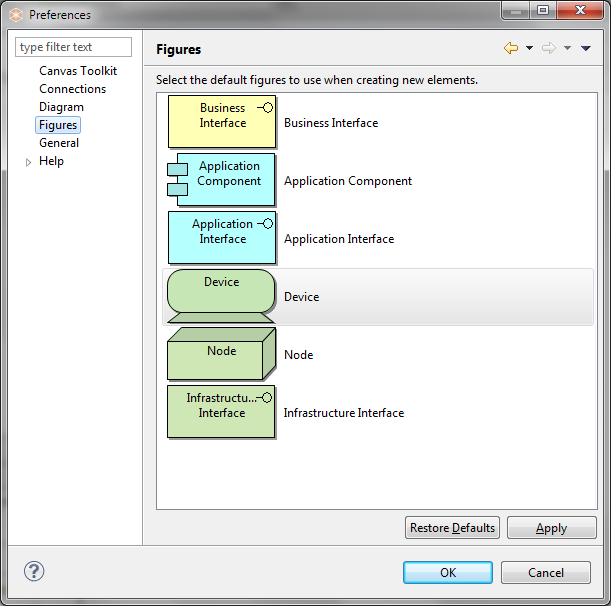 Preferences
type filter text
Canvas Toolkit
Connections
Diagram
Figures
General
Help
Figures
Select the default figures to use when creating new elements.
Business
Interface
Business Interface
Application
Component
Application Component
Application
Interface
Application Interface
Device
Device
Node
Node
Infrastructu...
Interface
Infrastructure Interface
Restore Defaults
Apply
?
OK
Cancel